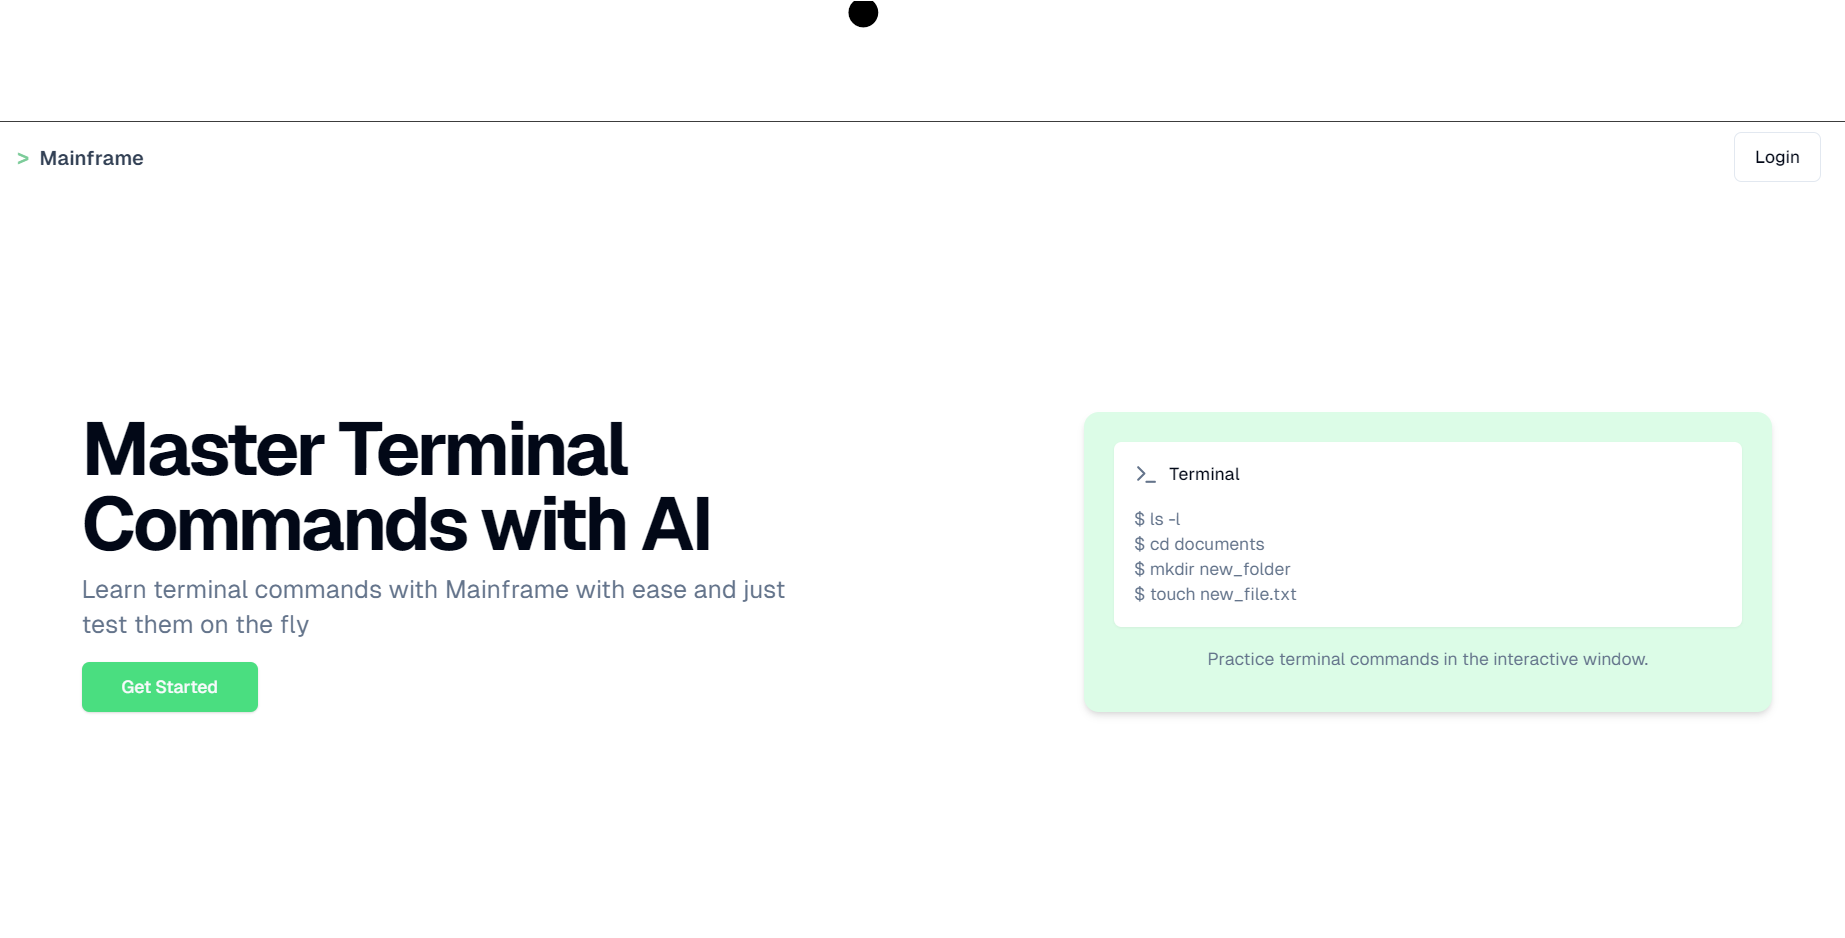 > Mainframe
Login
Master Terminal
Commands with AI
Learn terminal commands with Mainframe with ease and just
test them on the fly
Get Started
>_ Terminal
$ ls -l
$ cd documents
$ mkdir new_folder
$ touch new_file.txt
Practice terminal commands in the interactive window.